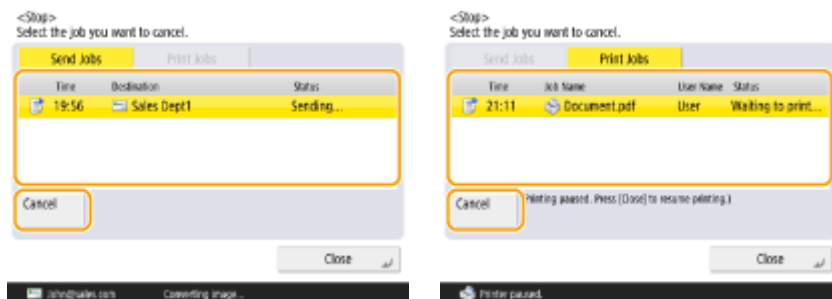 <Stop>
Select the job you want to cancel.
Send Jobs Print Jobs
Time Destination Status
19:56 Sales Dept1 Sending...
Cancel
Close
John@sales.com Converting image...
<Stop>
Select the job you want to cancel.
Send Jobs Print Jobs
Time Job Name User Name Status
21:11 Document.pdf User Waiting to print...
Cancel Printing paused. Press [Close] to resume printing.)
Close
Printer paused.